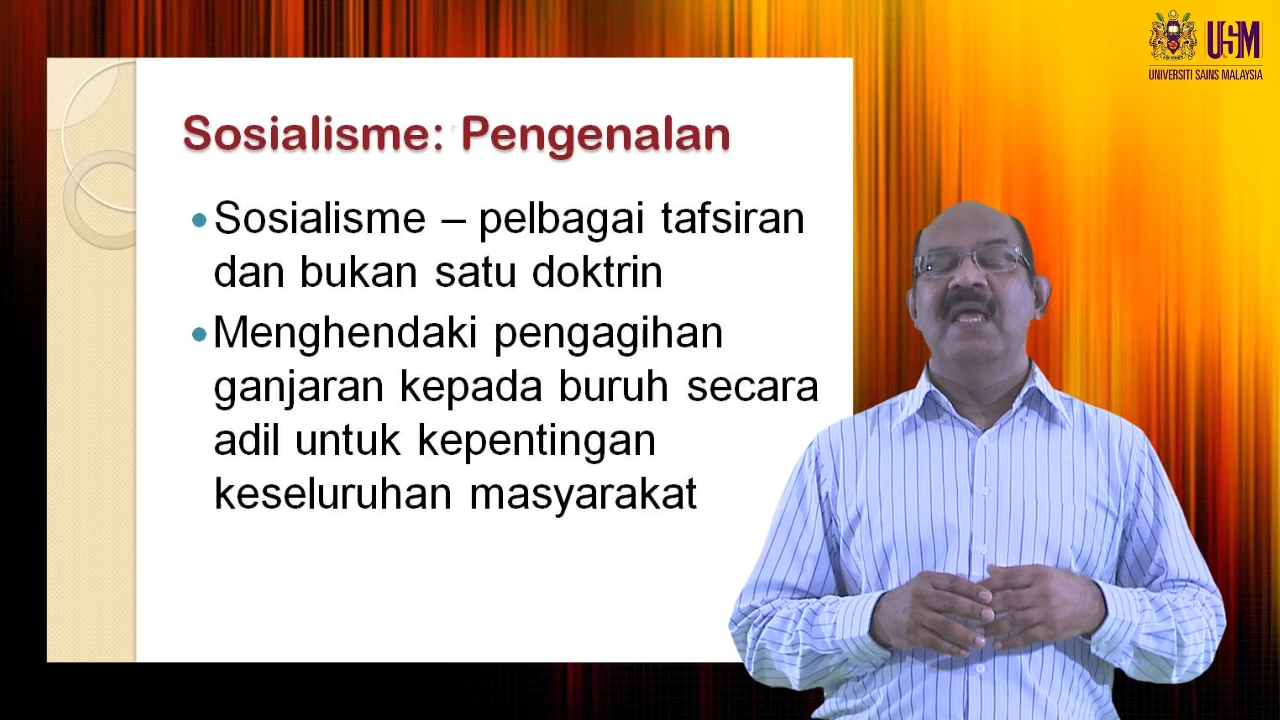 USM
UNIVERSITI SAINS MALAYSIA
Sosialisme: Pengenalan
Sosialisme – pelbagai tafsiran
dan bukan satu doktrin
Menghendaki pengagihan
ganjaran kepada buruh secara
adil untuk kepentingan
keseluruhan masyarakat